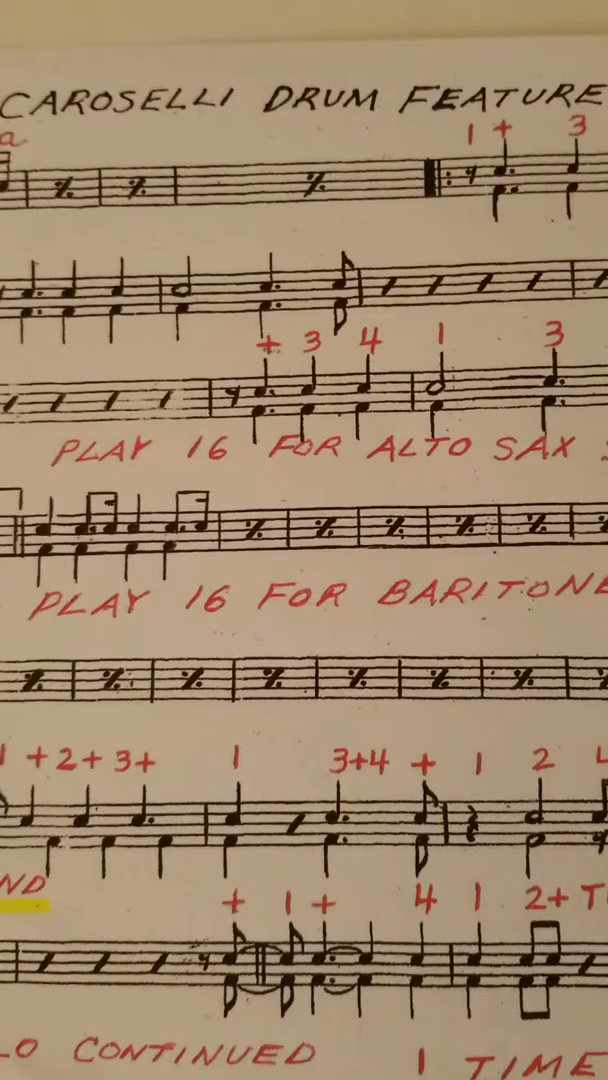 CAROSELLI DRUM FEATURE
a 1 + 3
+ 3 4 1 3
PLAY 16 FOR ALTO SAX
PLAY 16 FOR BARITONE
1 +2+ 3+ 1 3+4 + 1 2
+ 1 + 4 1 2+
CONTINUED 1 TIME